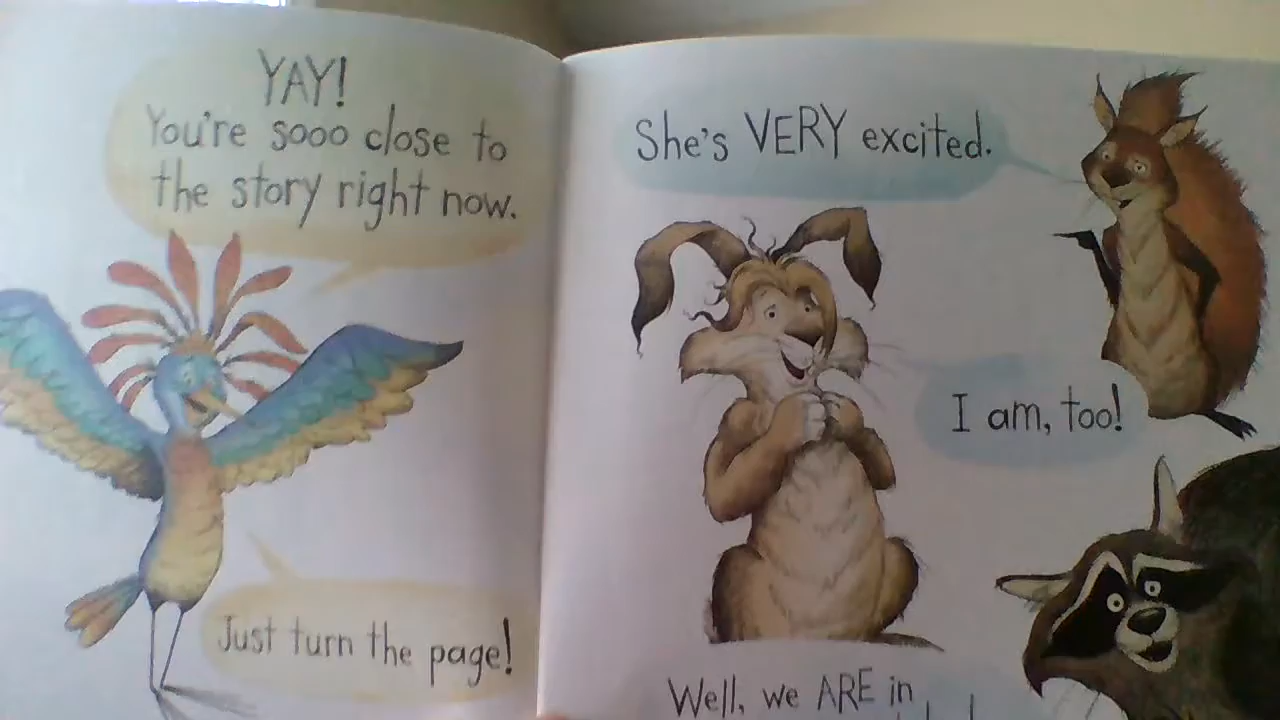 YAY!
You're sooo close to
the story right now.
Just turn the page!
She's VERY excited.
I am, too!
Well, we ARE in